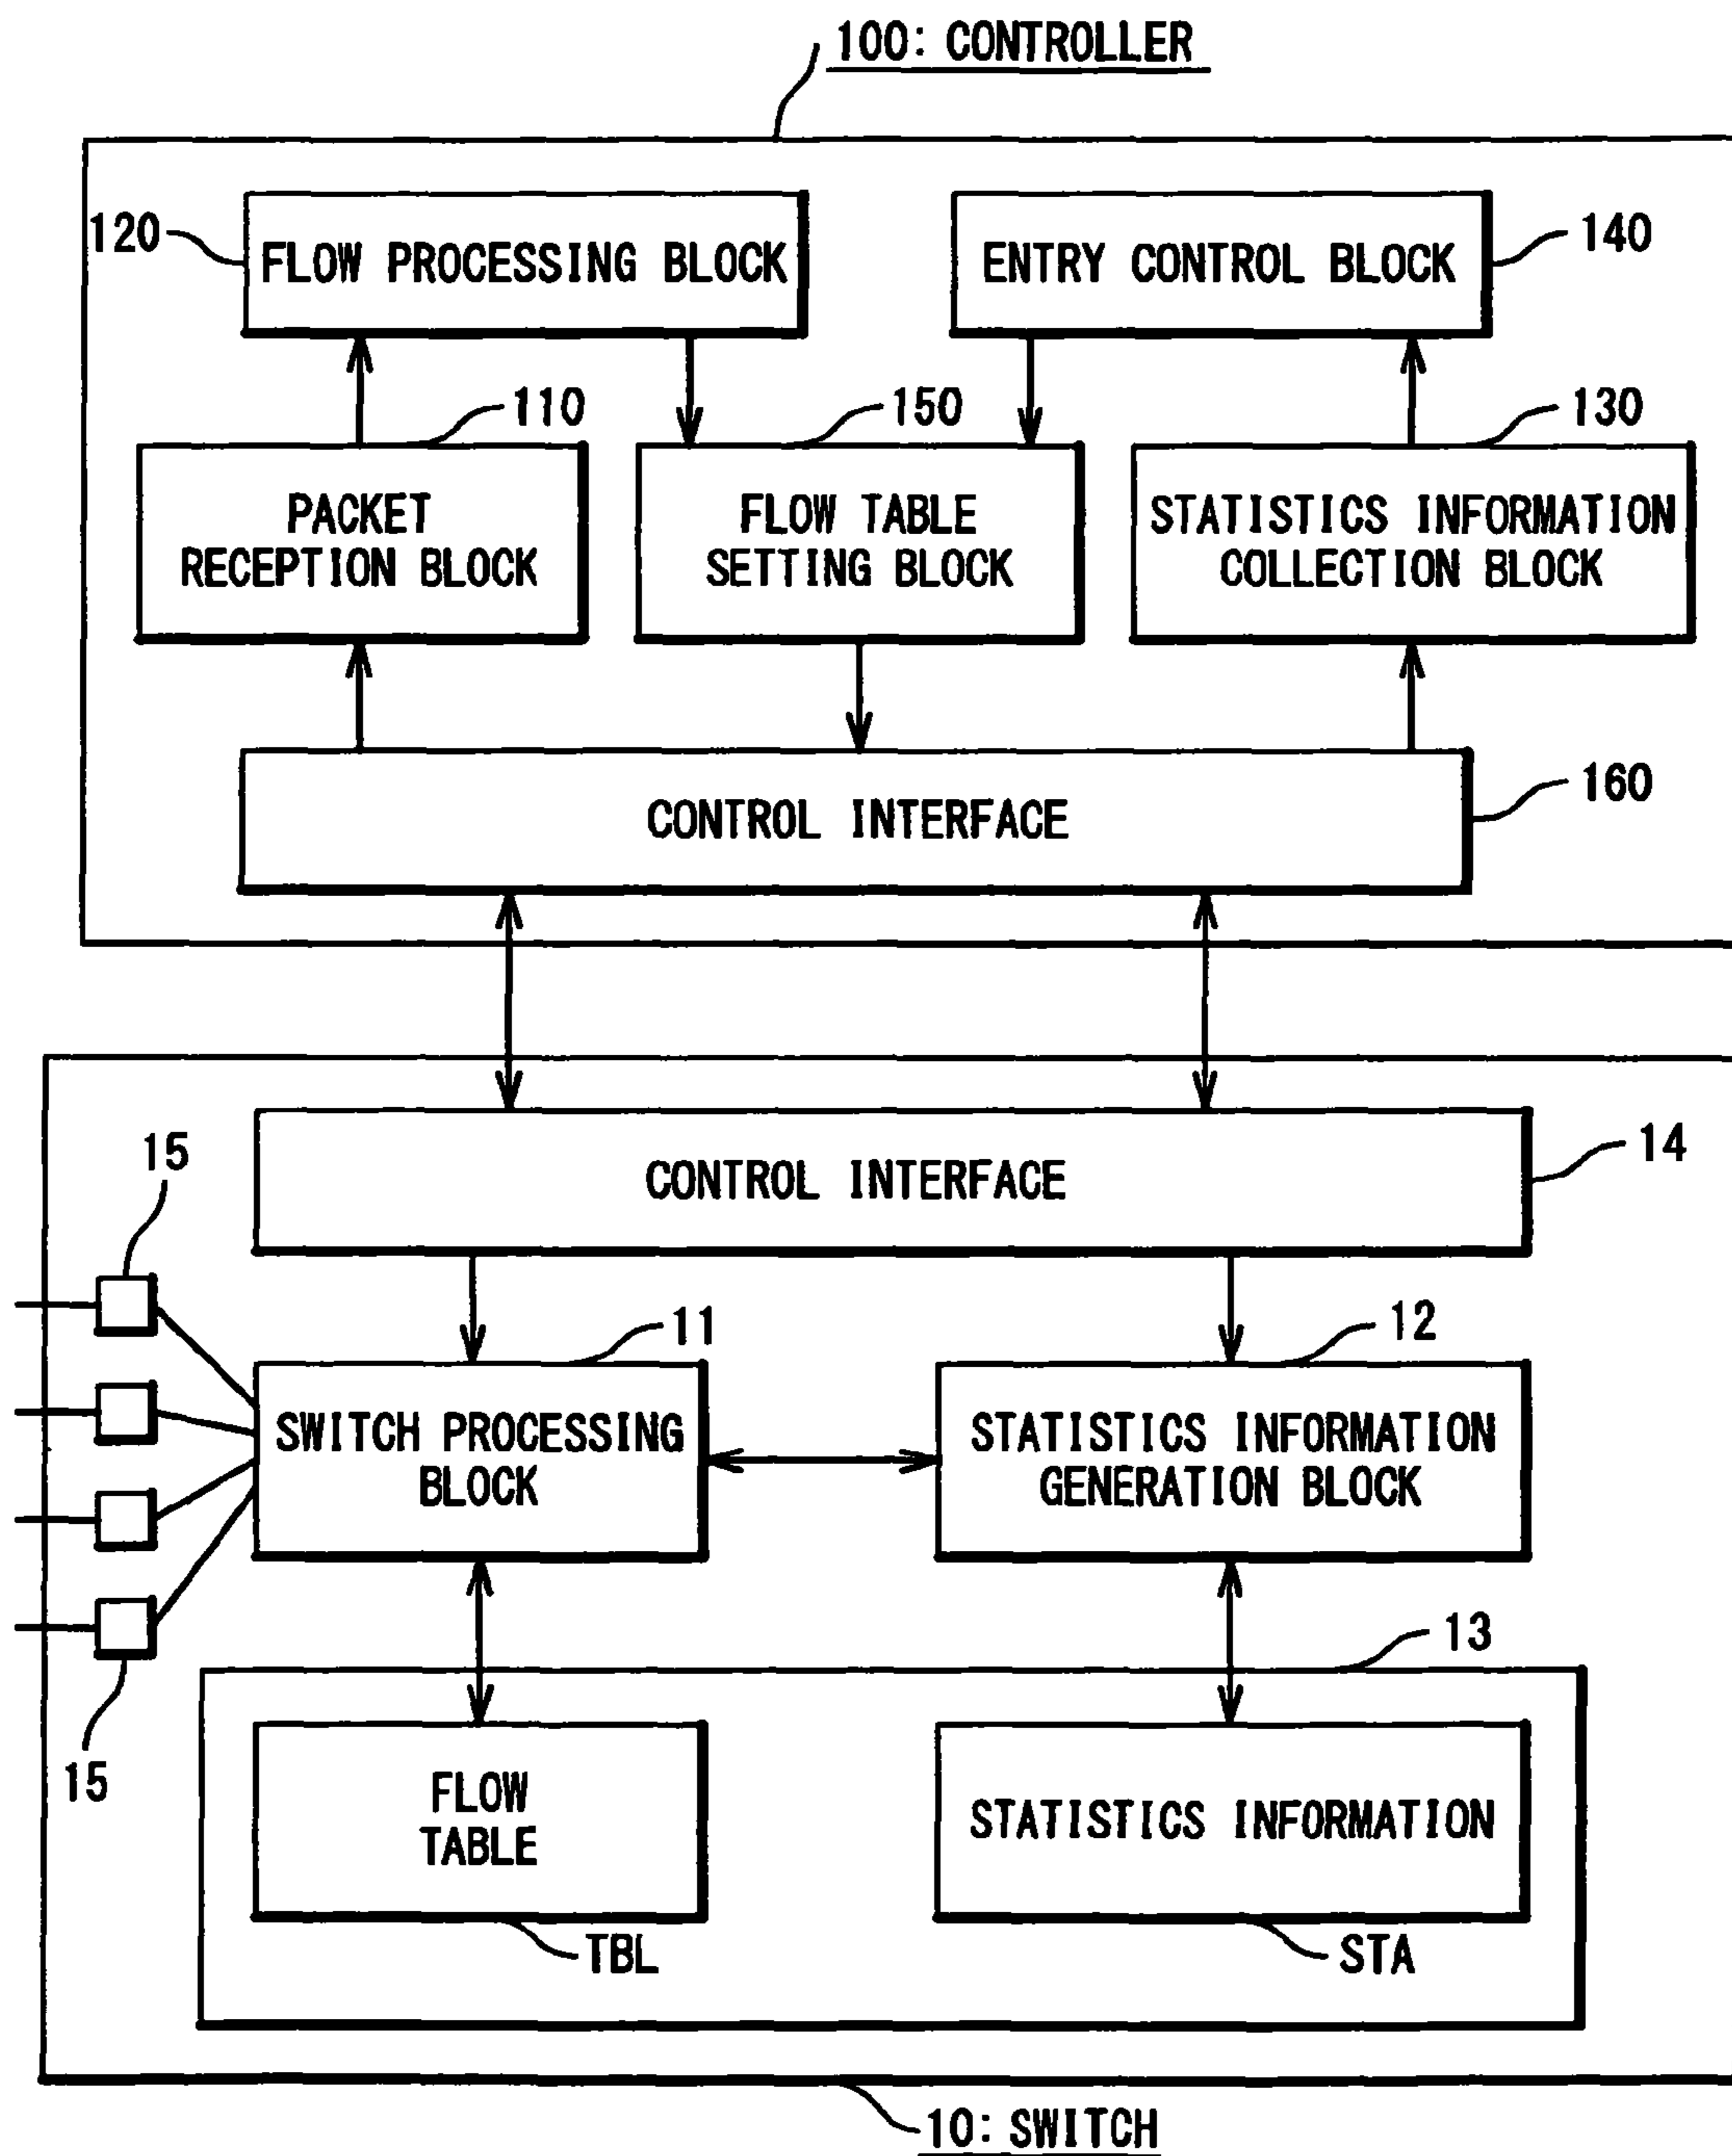 100: CONTROLLER
120
FLOW PROCESSING BLOCK
ENTRY CONTROL BLOCK
140
110
150
130
PACKET
RECEPTION BLOCK
FLOW TABLE
SETTING BLOCK
STATISTICS INFORMATION
COLLECTION BLOCK
CONTROL INTERFACE
160
15
CONTROL INTERFACE
14
11
12
SWITCH PROCESSING
BLOCK
STATISTICS INFORMATION
GENERATION BLOCK
13
15
FLOW
TABLE
STATISTICS INFORMATION
TBL
STA
10: SWITCH